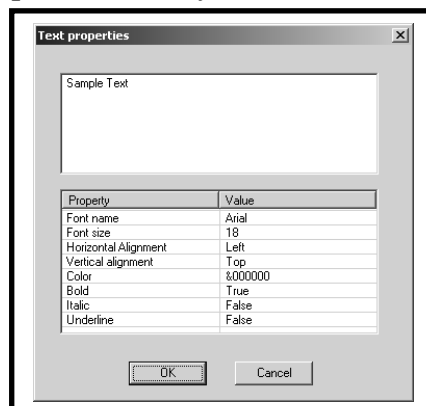 Text properties
Sample Text
Property Value
Font name Arial
Font size 18
Horizontal Alignment Left
Vertical alignment Top
Color &000000
Bold True
Italic False
Underline False
OK Cancel